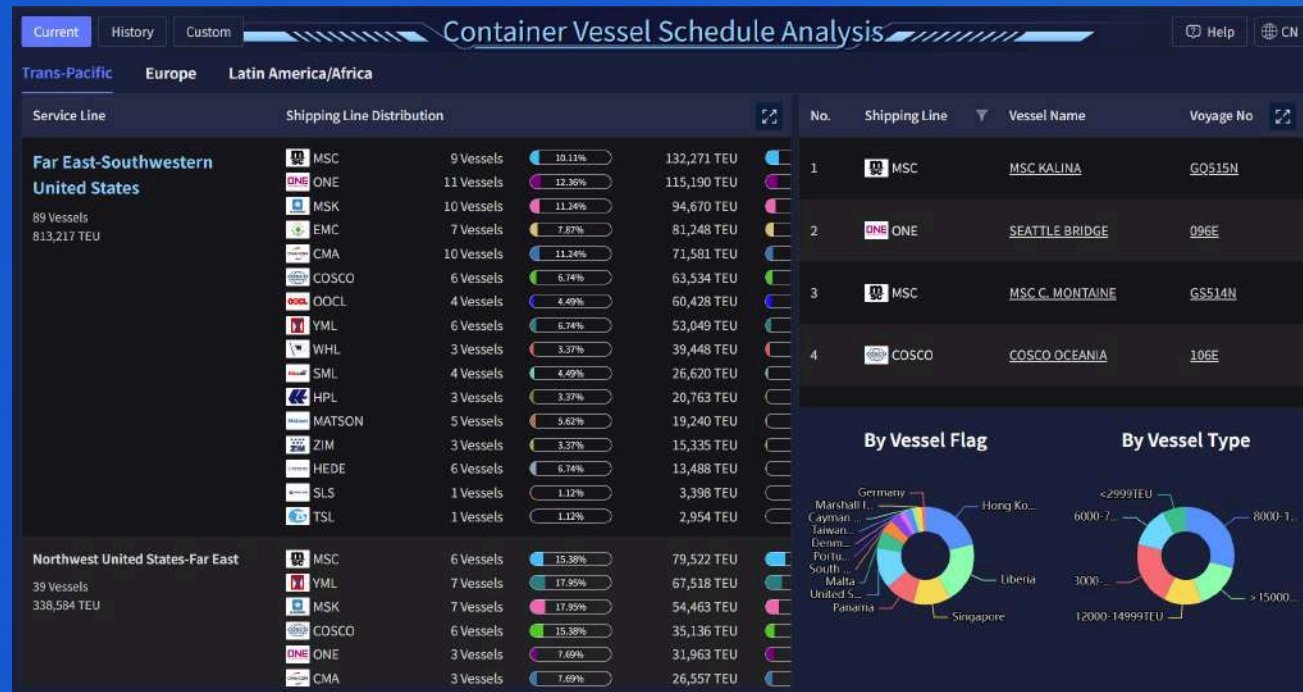 Current History Custom Container Vessel Schedule Analysis Help CN
Trans-Pacific Europe Latin America/Africa
Service Line Shipping Line Distribution
Far East-Southwestern
United States
89 Vessels
813,217 TEU
MSC 9 Vessels 10.11% 132,271 TEU
ONE ONE 11 Vessels 12.36% 115,190 TEU
MSK 10 Vessels 11.24% 94,670 TEU
EMC 7 Vessels 7.87% 81,248 TEU
CMA 10 Vessels 11.24% 71,581 TEU
COSCO 6 Vessels 6.74% 63,534 TEU
OOCL OOCL 4 Vessels 4.49% 60,428 TEU
YML 6 Vessels 6.74% 53,049 TEU
WHL 3 Vessels 3.37% 39,448 TEU
SML 4 Vessels 4.49% 26,620 TEU
HPL 3 Vessels 3.37% 20,763 TEU
MATSON 5 Vessels 5.62% 19,240 TEU
ZIM ZIM 3 Vessels 3.37% 15,335 TEU
HEDE 6 Vessels 6.74% 13,488 TEU
SLS 1 Vessels 1.12% 3,398 TEU
TSL 1 Vessels 1.12% 2,954 TEU
Northwest United States-Far East
39 Vessels
338,584 TEU
MSC 6 Vessels 15.38% 79,522 TEU
YML 7 Vessels 17.95% 67,518 TEU
MSK 7 Vessels 17.95% 54,463 TEU
COSCO 6 Vessels 15.38% 35,136 TEU
ONE ONE 3 Vessels 7.69% 31,963 TEU
CMA 3 Vessels 7.69% 26,557 TEU
No. Shipping Line Vessel Name Voyage No
1 MSC MSC KALINA GQ515N
2 ONE ONE SEATTLE BRIDGE 096E
3 MSC MSC C. MONTAINE GS514N
4 COSCO COSCO OCEANIA 106E
By Vessel Flag
Germany
Marshall I...
Cayman ...
Taiwan...
Denm...
Portu...
South ...
Malta
United S...
Panama
Hong Ko...
Liberia
Singapore
By Vessel Type
<2999TEU
6000-7...
3000-...
12000-14999TEU
8000-1...
>15000...